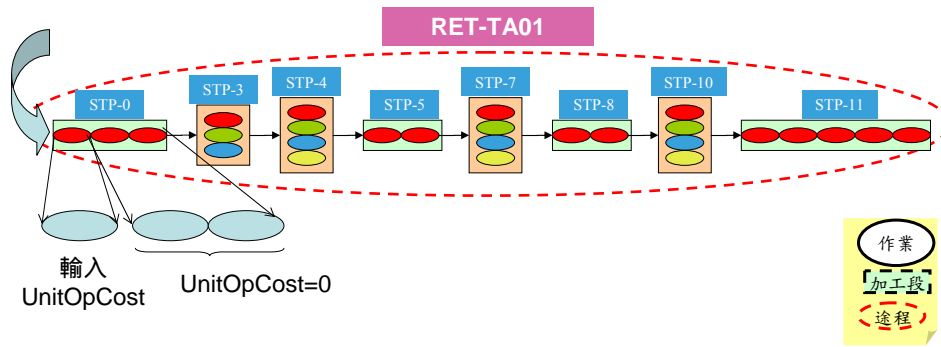 RET-TA01
STP-0
STP-3
STP-4
STP-5
STP-7
STP-8
STP-10
STP-11
輸入
UnitOpCost
UnitOpCost=0
作業
加工段
途程